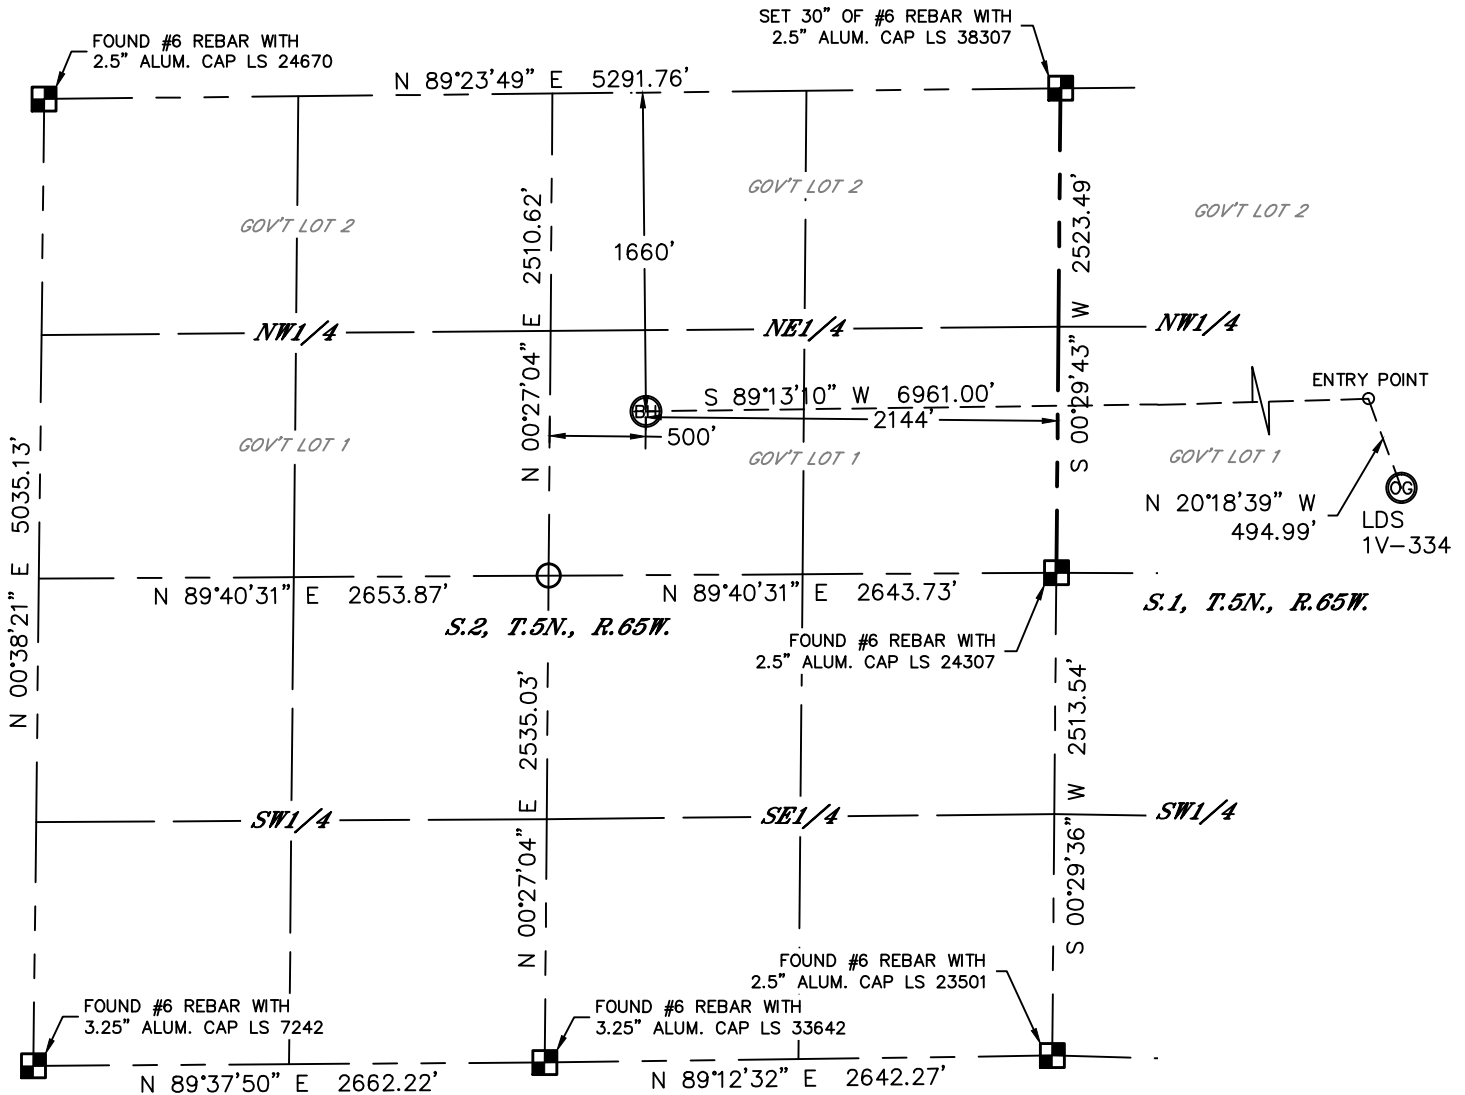 SET 30" OF #6 REBAR WITH
2.5" ALUM. CAP LS 38307
FOUND #6 REBAR WITH
2.5" ALUM. CAP LS 24670
N 89°23'49" E 5291.76'
GOV'T LOT 2
GOV'T LOT 2
GOV'T LOT 2
N 00°27'04" E 2510.62'
1660'
S 00°29'43" W 2523.49'
NW1/4
NE1/4
NW1/4
ENTRY POINT
S 89°13'10" W 6961.00'
BH
2144'
500'
GOV'T LOT 1
GOV'T LOT 1
GOV'T LOT 1
N 00°38'21" E 5035.13'
OG
N 20°18'39" W
494.99'
LDS
1V-334
N 89°40'31" E 2653.87'
N 89°40'31" E 2643.73'
S.2, T.5N., R.65W.
S.1, T.5N., R.65W.
FOUND #6 REBAR WITH
2.5" ALUM. CAP LS 24307
N 00°27'04" E 2535.03'
S 00°29'36" W 2513.54'
SW1/4
SE1/4
SW1/4
FOUND #6 REBAR WITH
2.5" ALUM. CAP LS 23501
FOUND #6 REBAR WITH
3.25" ALUM. CAP LS 7242
FOUND #6 REBAR WITH
3.25" ALUM. CAP LS 33642
N 89°37'50" E 2662.22'
N 89°12'32" E 2642.27'